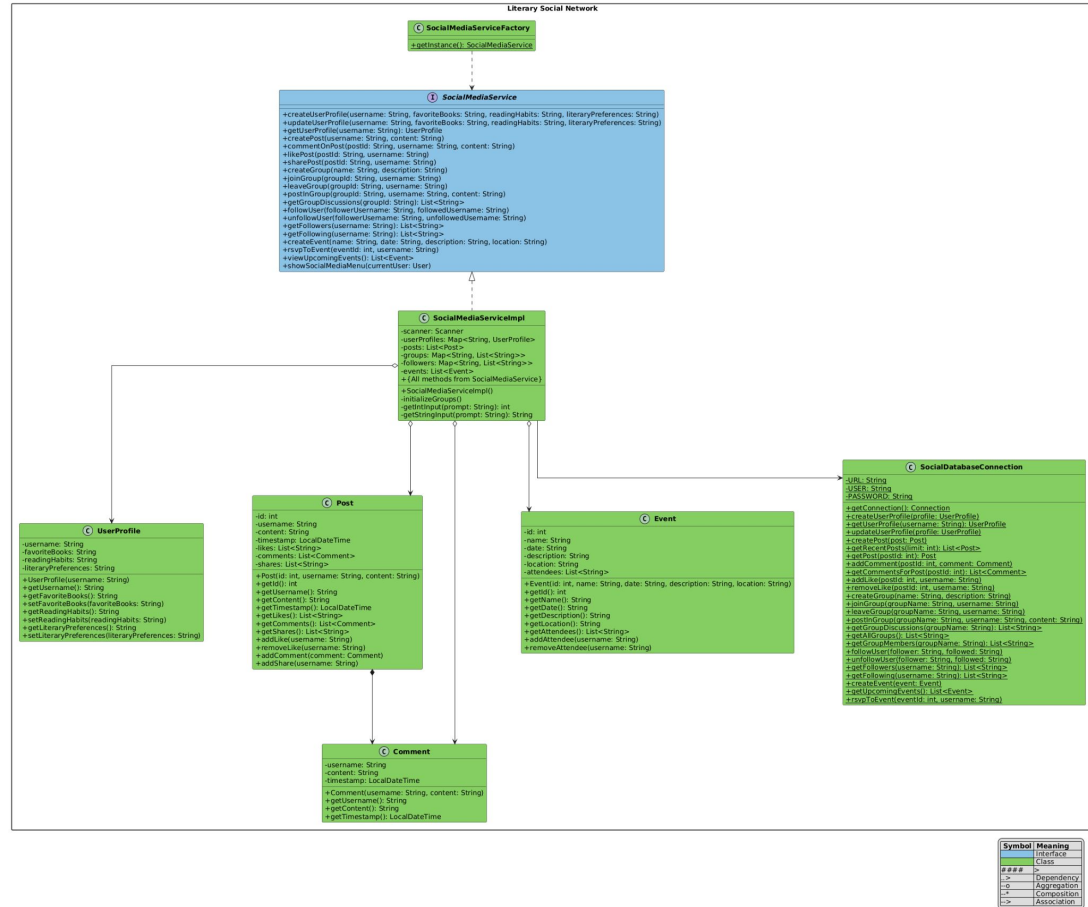 Literary Social Network
C SocialMediaServiceFactory
+getInstance(): SocialMediaService
I SocialMediaService
+createUserProfile(username: String, favoriteBooks: String, readingHabits: String, literaryPreferences: String)
+updateUserProfile(username: String, favoriteBooks: String, readingHabits: String, literaryPreferences: String)
+getUserProfile(username: String): UserProfile
+createPost(username: String, content: String)
+commentOnPost(postId: String, username: String, content: String)
+likePost(postId: String, username: String)
+sharePost(postId: String, username: String)
+createGroup(name: String, description: String)
+joinGroup(groupId: String, username: String)
+leaveGroup(groupId: String, username: String)
+postInGroup(groupId: String, username: String, content: String)
+getGroupDiscussions(groupId: String): List<String>
+followUser(followerUsername: String, followedUsername: String)
+unfollowUser(followerUsername: String, unfollowedUsername: String)
+getFollowers(username: String): List<String>
+getFollowing(username: String): List<String>
+createEvent(name: String, date: String, description: String, location: String)
+rsvpToEvent(eventId: int, username: String)
+viewUpcomingEvents(): List<Event>
+showSocialMediaMenu(currentUser: User)
C SocialMediaServiceImpl
-scanner: Scanner
-userProfiles: Map<String, UserProfile>
-posts: List<Post>
-groups: Map<String, List<String>>
-followers: Map<String, List<String>>
-events: List<Event>
+{All methods from SocialMediaService}
+SocialMediaServiceImpl()
-initializeGroups()
-getIntInput(prompt: String): int
-getStringInput(prompt: String): String
C UserProfile
-username: String
-favoriteBooks: String
-readingHabits: String
-literaryPreferences: String
+UserProfile(username: String)
+getUsername(): String
+getFavoriteBooks(): String
+setFavoriteBooks(favoriteBooks: String)
+getReadingHabits(): String
+setReadingHabits(readingHabits: String)
+getLiteraryPreferences(): String
+setLiteraryPreferences(literaryPreferences: String)
C Post
-id: int
-username: String
-content: String
-timestamp: LocalDateTime
-likes: List<String>
-comments: List<Comment>
-shares: List<String>
+Post(id: int, username: String, content: String)
+getId(): int
+getUsername(): String
+getContent(): String
+getTimestamp(): LocalDateTime
+getLikes(): List<String>
+getComments(): List<Comment>
+getShares(): List<String>
+addLike(username: String)
+removeLike(username: String)
+addComment(comment: Comment)
+addShare(username: String)
C Event
-id: int
-name: String
-date: String
-description: String
-location: String
-attendees: List<String>
+Event(id: int, name: String, date: String, description: String, location: String)
+getId(): int
+getName(): String
+getDate(): String
+getDescription(): String
+getLocation(): String
+getAttendees(): List<String>
+addAttendee(username: String)
+removeAttendee(username: String)
C SocialDatabaseConnection
-URL: String
-USER: String
-PASSWORD: String
+getConnection(): Connection
+createUserProfile(profile: UserProfile)
+getUserProfile(username: String): UserProfile
+updateUserProfile(profile: UserProfile)
+createPost(post: Post)
+getRecentPosts(limit: int): List<Post>
+getPost(postId: int): Post
+addComment(postId: int, comment: Comment)
+getCommentsForPost(postId: int): List<Comment>
+addLike(postId: int, username: String)
+removeLike(postId: int, username: String)
+createGroup(name: String, description: String)
+joinGroup(groupName: String, username: String)
+leaveGroup(groupName: String, username: String)
+postInGroup(groupName: String, username: String, content: String)
+getGroupDiscussions(groupName: String): List<String>
+getAllGroups(): List<String>
+getGroupMembers(groupName: String): List<String>
+followUser(follower: String, followed: String)
+unfollowUser(follower: String, followed: String)
+getFollowers(username: String): List<String>
+getFollowing(username: String): List<String>
+createEvent(event: Event)
+getUpcomingEvents(): List<Event>
+rsvpToEvent(eventId: int, username: String)
C Comment
-username: String
-content: String
-timestamp: LocalDateTime
+Comment(username: String, content: String)
+getUsername(): String
+getContent(): String
+getTimestamp(): LocalDateTime
Symbol Meaning
Interface
Class
#### >
..> Dependency
--o Aggregation
--* Composition
--> Association